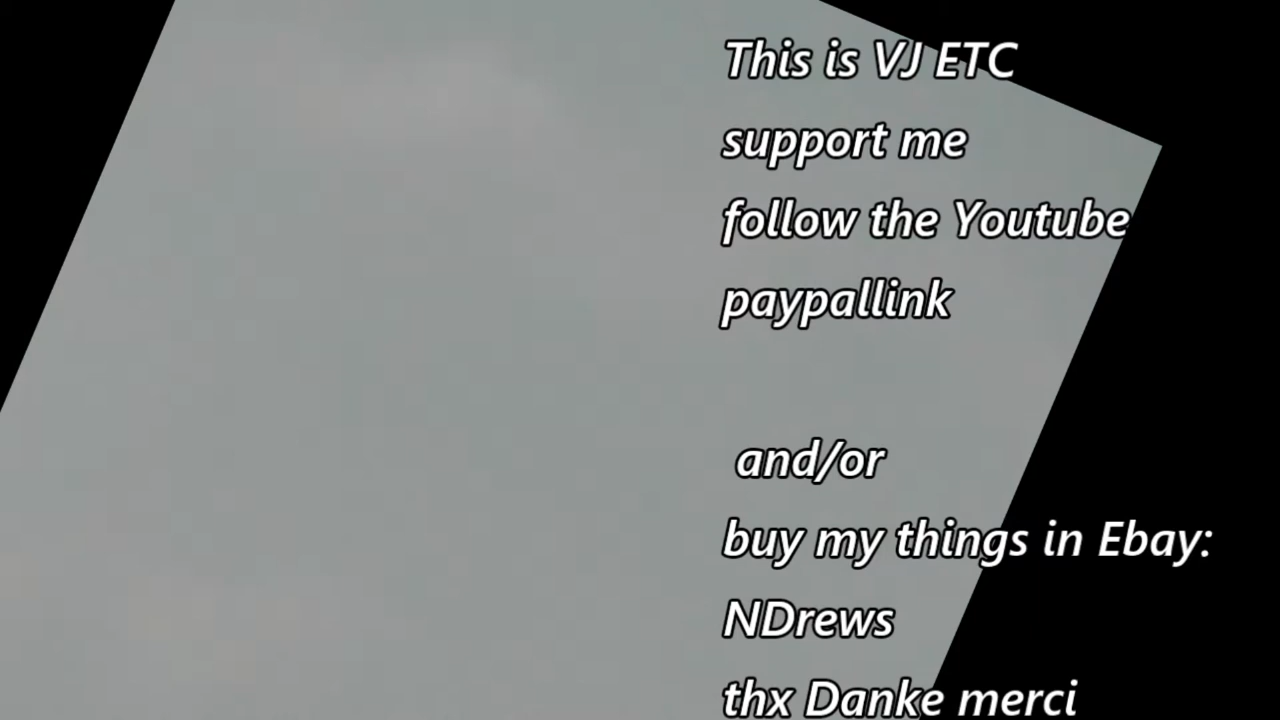 This is VJ ETC
support me
follow the Youtube
paypallink
and/or
buy my things in Ebay:
NDrews
thx Danke merci